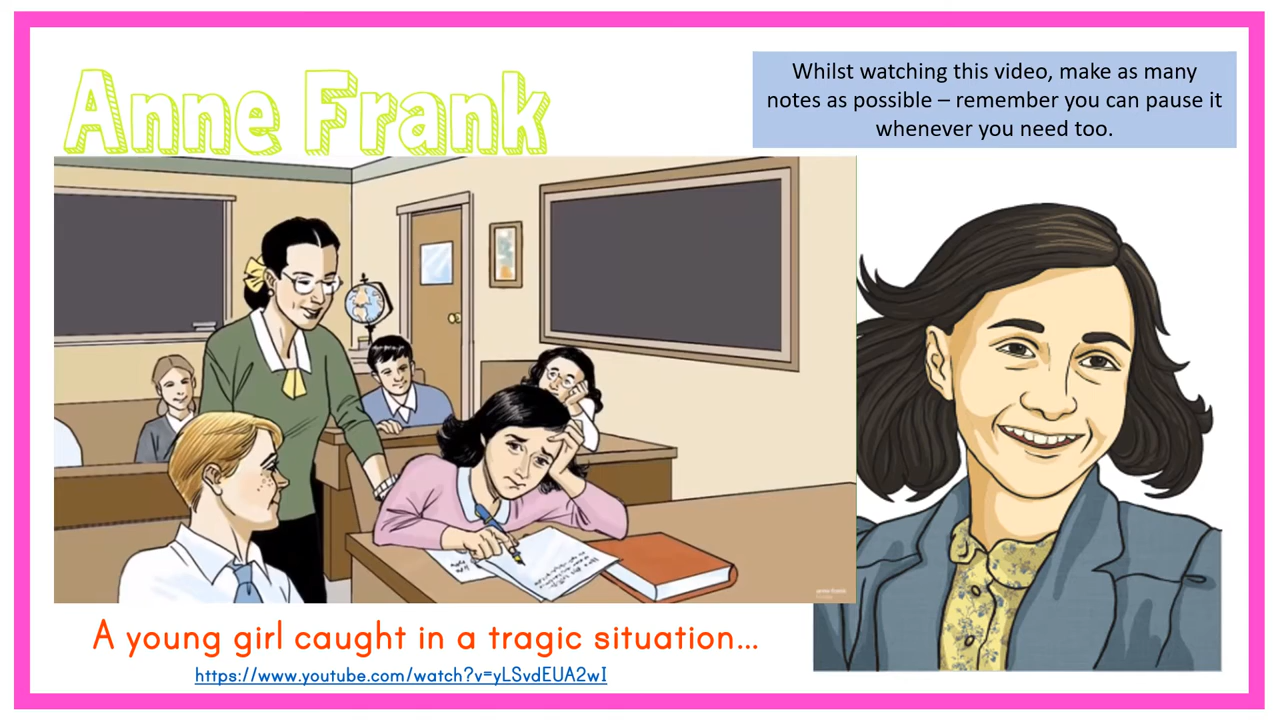 Anne Frank
Whilst watching this video, make as many
notes as possible – remember you can pause it
whenever you need too.
A young girl caught in a tragic situation...
https://www.youtube.com/watch?v=yLSvdEUA2wI